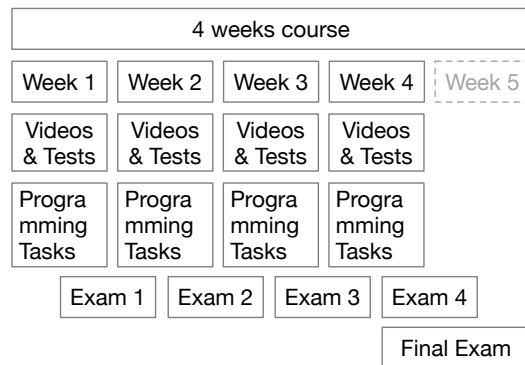 4 weeks course
Week 1 Week 2 Week 3 Week 4 Week 5
Videos Videos Videos Videos
& Tests & Tests & Tests & Tests
Progra Progra Progra Progra
mming mming mming mming
Tasks Tasks Tasks Tasks
Exam 1 Exam 2 Exam 3 Exam 4
Final Exam